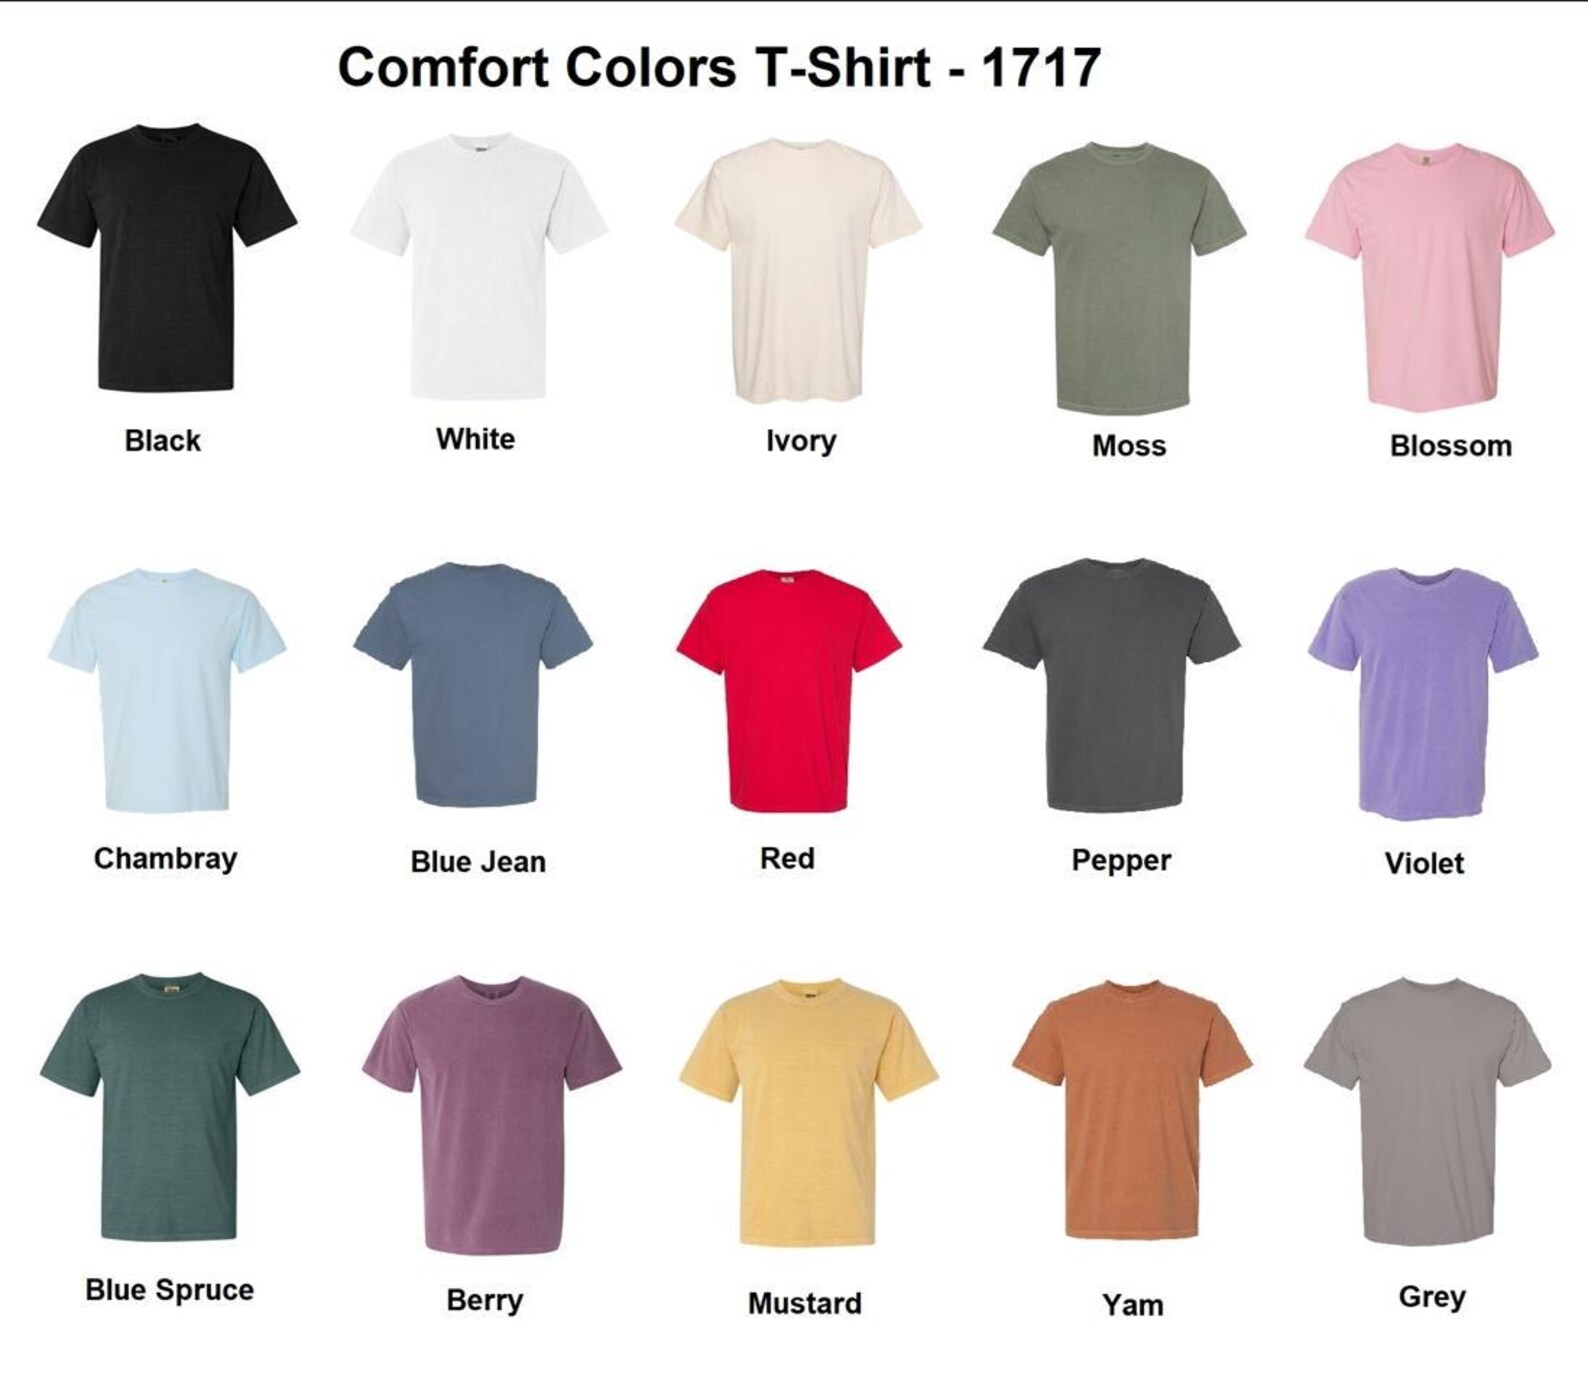 Comfort Colors T-Shirt - 1717
Black
White
Ivory
Moss
Blossom
Chambray
Blue Jean
Red
Pepper
Violet
Blue Spruce
Berry
Mustard
Yam
Grey